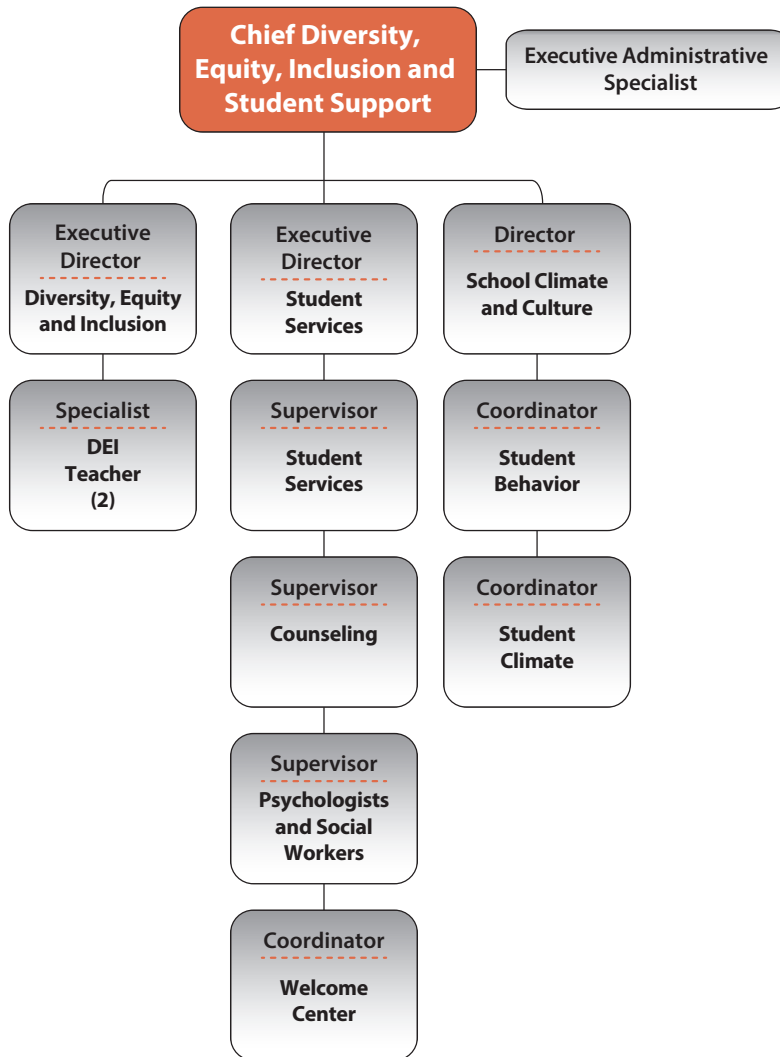 Chief Diversity,
Equity, Inclusion and
Student Support
Executive Administrative
Specialist
Executive
Director
Diversity, Equity
and Inclusion
Executive
Director
Student
Services
Director
School Climate
and Culture
Specialist
DEI
Teacher
(2)
Supervisor
Student
Services
Coordinator
Student
Behavior
Supervisor
Counseling
Coordinator
Student
Climate
Supervisor
Psychologists
and Social
Workers
Coordinator
Welcome
Center